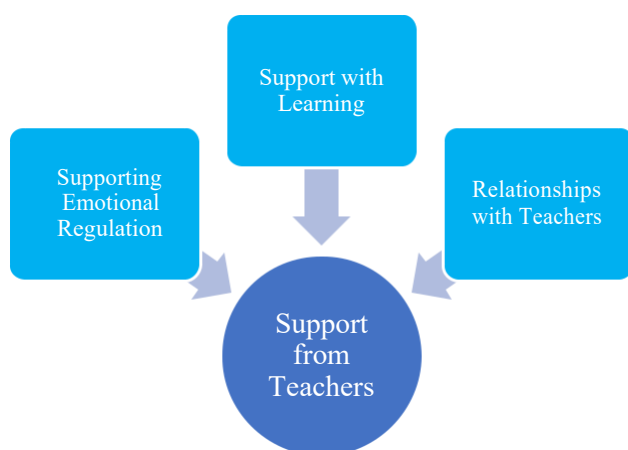 Support with
Learning
Supporting
Emotional
Regulation
Relationships
with Teachers
Support
from
Teachers